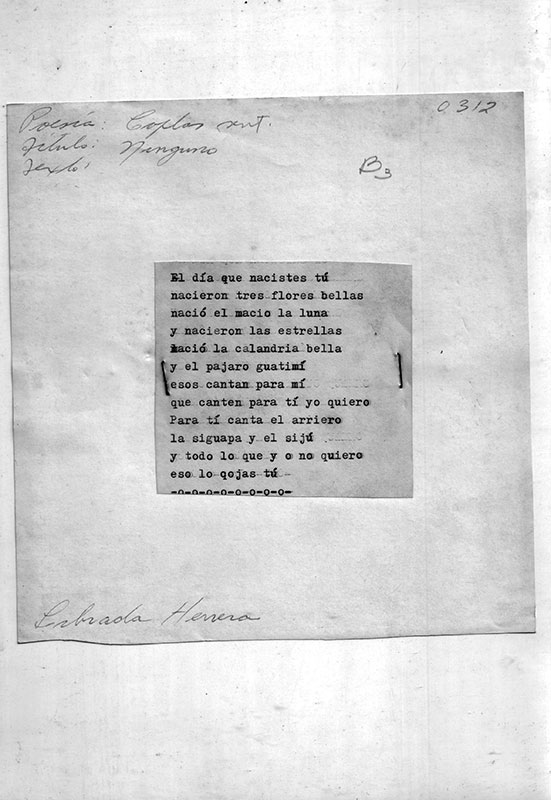 0312
Poesía: Coplas ant.
Título: Ninguno
Texto:
B3
El día que nacistes tú
nacieron tres flores bellas
nació el macio la luna
y nacieron las estrellas
nació la calandria bella
y el pajaro guatimí
esos cantan para mí
que canten para tí yo quiero
Para tí canta el arriero
la siguapa y el sijú
y todo lo que y o no quiero
eso lo qojas tú
-o-o-o-o-o-o-o-o-
Librada Herrera